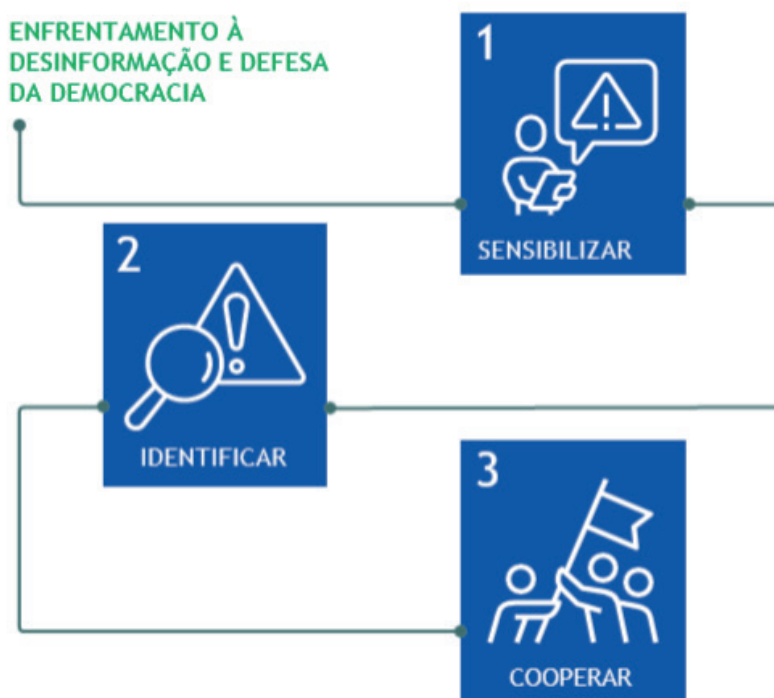 ENFRENTAMENTO À
DESINFORMAÇÃO E DEFESA
DA DEMOCRACIA
1
SENSIBILIZAR
2
IDENTIFICAR
3
COOPERAR